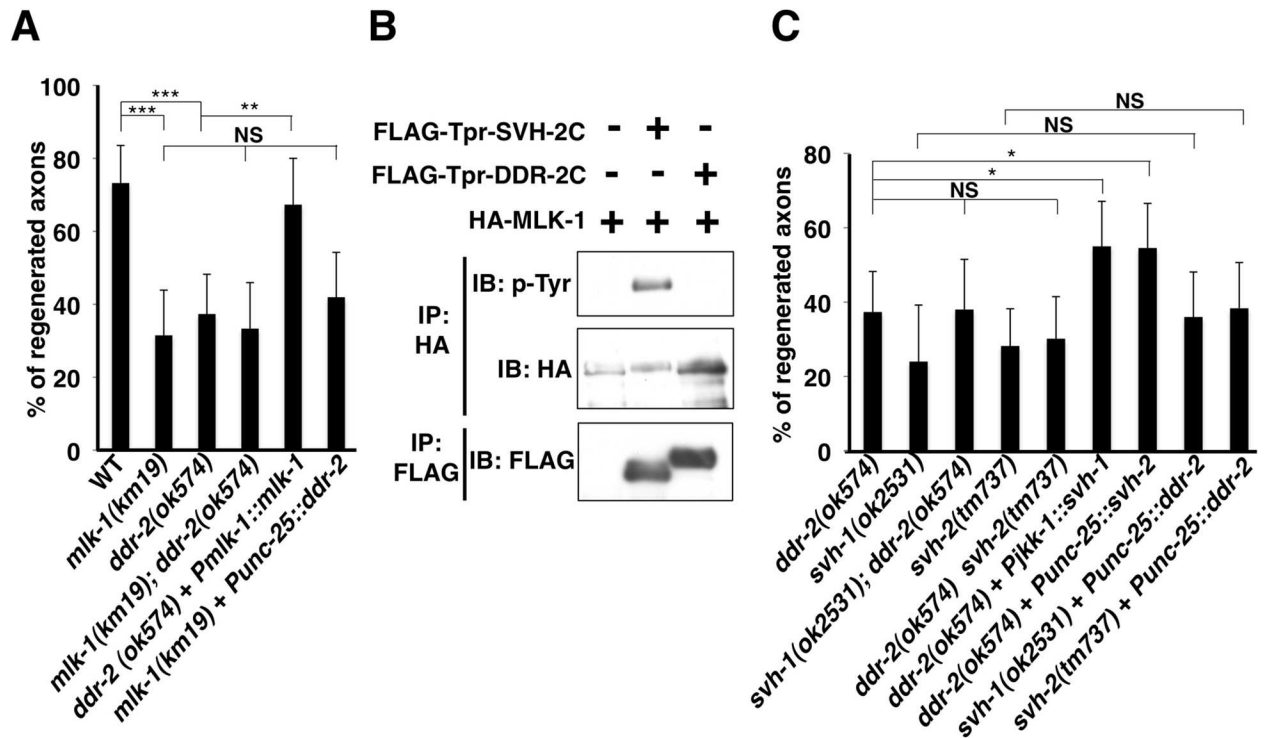 A
% of regenerated axons
100
80
60
40
20
0
***
***
**
NS
WT
mlk-1(km19)
ddr-2(ok574)
mlk-1(km19); ddr-2(ok574)
ddr-2 (ok574) + Pmlk-1::mlk-1
mlk-1(km19) + Punc-25::ddr-2
B
FLAG-Tpr-SVH-2C - + -
FLAG-Tpr-DDR-2C - - +
HA-MLK-1 + + +
IP: HA
IB: p-Tyr
IB: HA
IP: FLAG
IB: FLAG
C
% of regenerated axons
80
60
40
20
0
NS
NS
*
*
NS
ddr-2(ok574)
svh-1(ok2531)
svh-1(ok2531); ddr-2(ok574)
svh-2(tm737)
ddr-2(ok574) svh-2(tm737)
ddr-2(ok574) + Pjkk-1::svh-1
ddr-2(ok574) + Punc-25::svh-2
svh-1(ok2531) + Punc-25::ddr-2
svh-2(tm737) + Punc-25::ddr-2